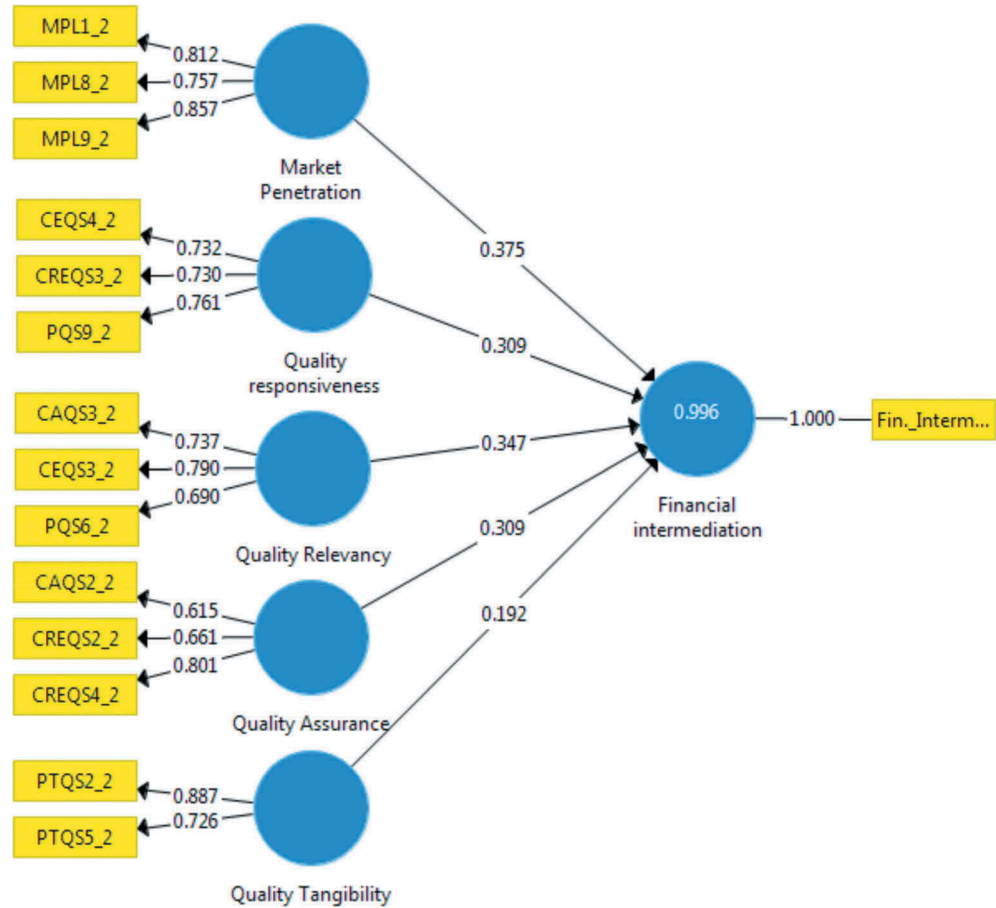 MPL1_2
0.812
MPL8_2
0.757
MPL9_2
0.857
Market
Penetration
CEQS4_2
0.732
CREQS3_2
0.730
PQS9_2
0.761
Quality
responsiveness
CAQS3_2
0.737
CEQS3_2
0.790
PQS6_2
0.690
Quality Relevancy
CAQS2_2
0.615
CREQS2_2
0.661
CREQS4_2
0.801
Quality Assurance
PTQS2_2
0.887
PTQS5_2
0.726
Quality Tangibility
0.375
0.309
0.347
0.309
0.192
0.996
Financial
intermediation
1.000
Fin._Interm...